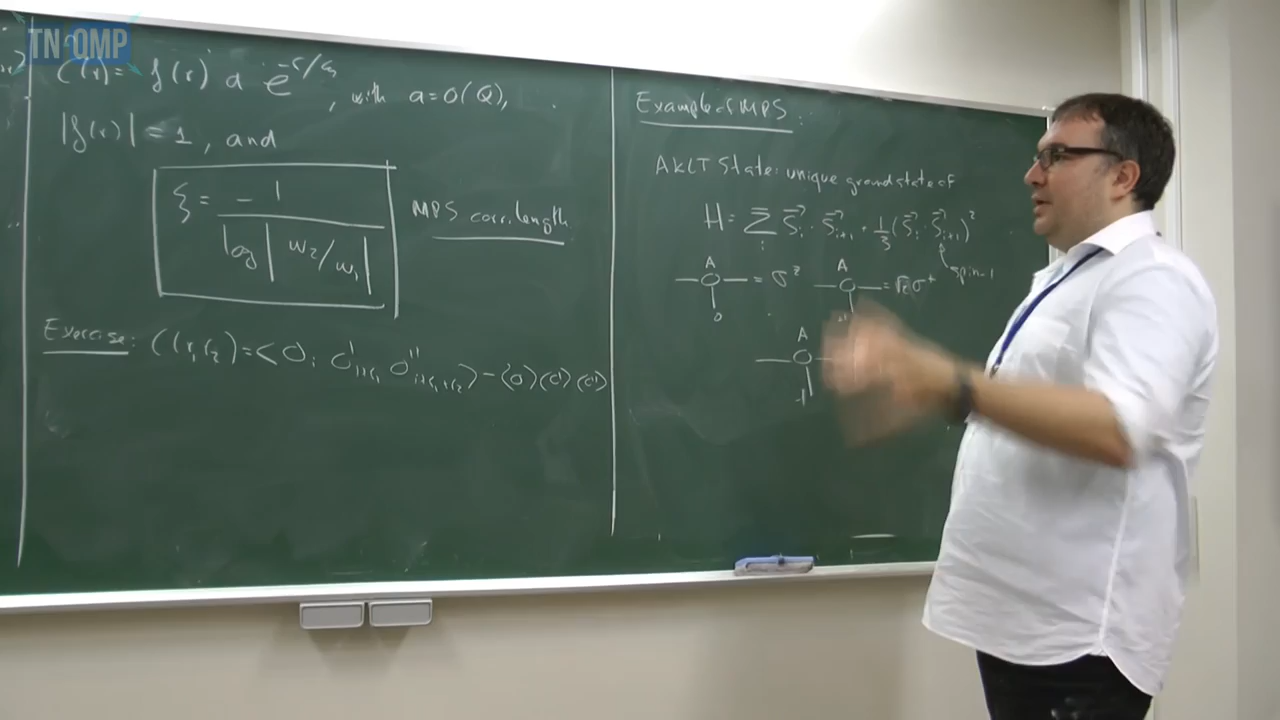 TN QMP
C(r) = f(r) a e^{-r/ξ}, with a = O(Q),
|f(r)| = 1, and
ξ = -1 / log|w₂/w₁|
MPS corr. length
Exercise: C(r₁,r₂) = <O_i O'_{i+r₁} O''_{i+r₁+r₂}> - <O><O'><O''>
Example of MPS:
AKLT State: unique ground state of
H = Σ_i S⃗_i S⃗_{i+1} + 1/3 (S⃗_i S⃗_{i+1})²
spin-1
A A
= σ^z = √2 σ^+
0
A
-1